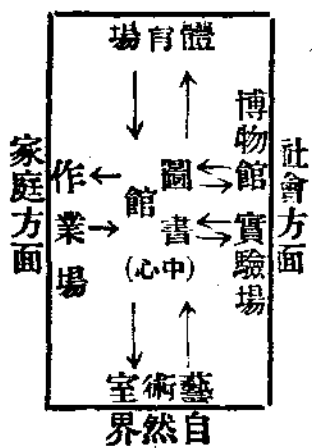 場育體
社會方面
博物館
實驗場
圖書
館
(心中)
作業場
家庭方面
室術藝
界然自